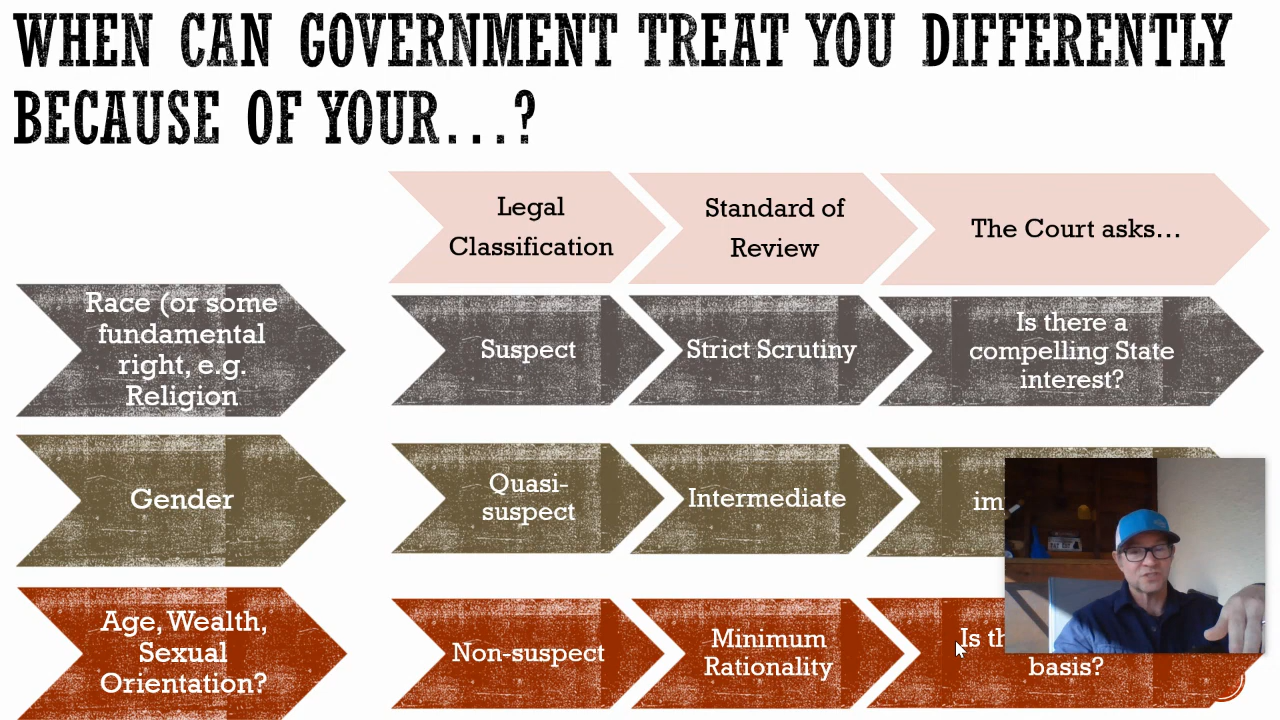 WHEN CAN GOVERNMENT TREAT YOU DIFFERENTLY
BECAUSE OF YOUR...?
Legal
Classification
Standard of
Review
The Court asks...
Race (or some
fundamental
right, e.g.
Religion
Suspect
Strict Scrutiny
Is there a
compelling State
interest?
Gender
Quasi-
suspect
Intermediate
Age, Wealth,
Sexual
Orientation?
Non-suspect
Minimum
Rationality
Is
basis?